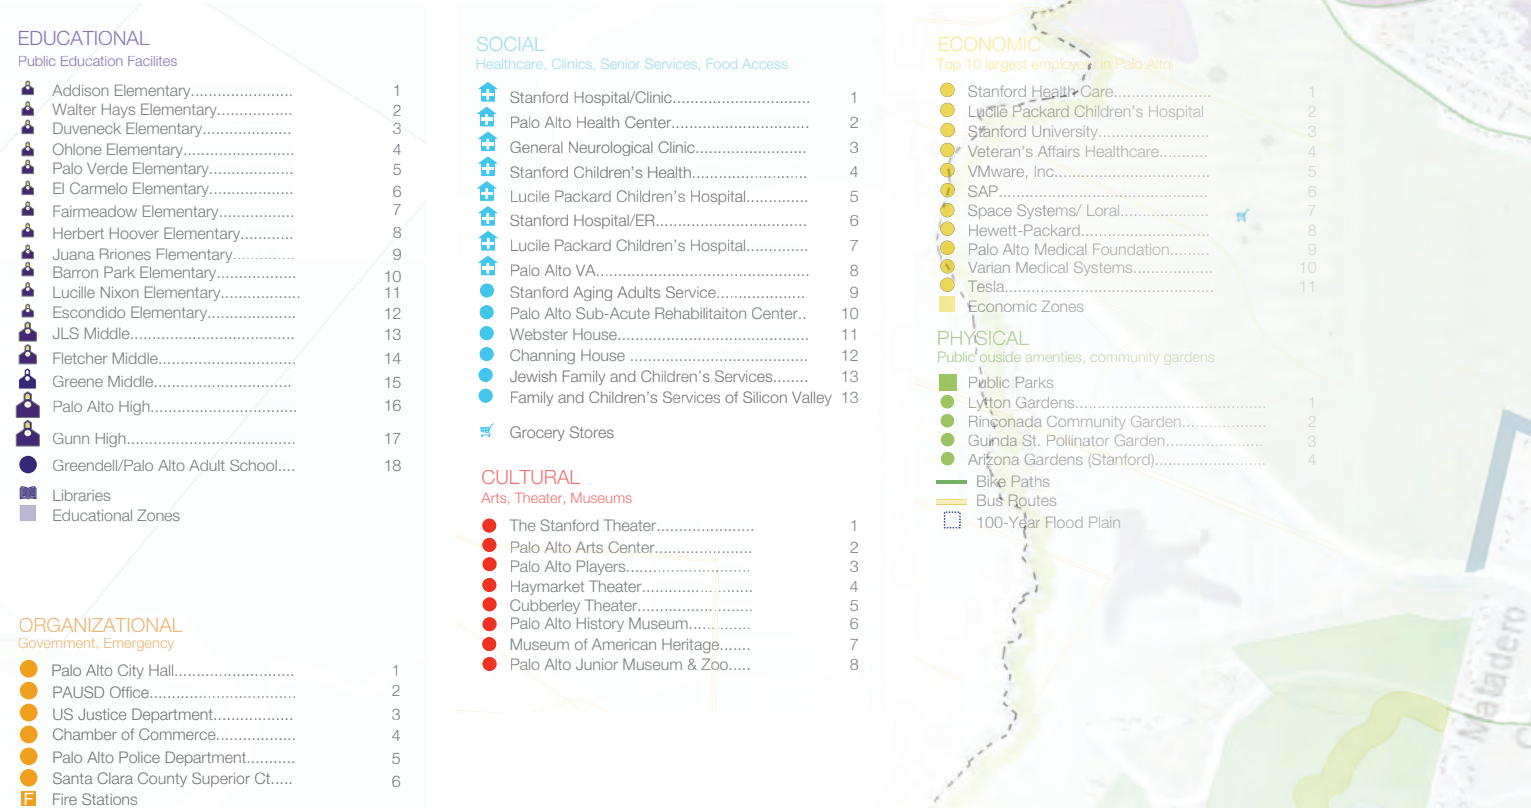 EDUCATIONAL
Public Education Facilites
Addison Elementary....................... 1
Walter Hays Elementary................. 2
Duveneck Elementary.................... 3
Ohlone Elementary......................... 4
Palo Verde Elementary................... 5
El Carmelo Elementary................... 6
Fairmeadow Elementary................. 7
Herbert Hoover Elementary............ 8
Juana Briones Elementary.............. 9
Barron Park Elementary.................. 10
Lucille Nixon Elementary.................. 11
Escondido Elementary.................... 12
JLS Middle..................................... 13
Fletcher Middle............................... 14
Greene Middle............................... 15
Palo Alto High................................. 16
Gunn High...................................... 17
Greendell/Palo Alto Adult School.... 18
Libraries
Educational Zones
ORGANIZATIONAL
Government, Emergency
Palo Alto City Hall........................... 1
PAUSD Office................................. 2
US Justice Department.................. 3
Chamber of Commerce.................. 4
Palo Alto Police Department........... 5
Santa Clara County Superior Ct..... 6
F Fire Stations
SOCIAL
Healthcare, Clinics, Senior Services, Food Access
Stanford Hospital/Clinic............................... 1
Palo Alto Health Center............................... 2
General Neurological Clinic......................... 3
Stanford Children's Health.......................... 4
Lucile Packard Children's Hospital.............. 5
Stanford Hospital/ER.................................. 6
Lucile Packard Children's Hospital.............. 7
Palo Alto VA................................................ 8
Stanford Aging Adults Service.................... 9
Palo Alto Sub-Acute Rehabilitaiton Center.. 10
Webster House........................................... 11
Channing House ........................................ 12
Jewish Family and Children's Services........ 13
Family and Children's Services of Silicon Valley 13
Grocery Stores
CULTURAL
Arts, Theater, Museums
The Stanford Theater...................... 1
Palo Alto Arts Center...................... 2
Palo Alto Players............................ 3
Haymarket Theater......................... 4
Cubberley Theater.......................... 5
Palo Alto History Museum.............. 6
Museum of American Heritage....... 7
Palo Alto Junior Museum & Zoo..... 8
ECONOMIC
Top 10 largest employers in Palo Alto
Stanford Health Care...................... 1
Lucile Packard Children's Hospital 2
Stanford University......................... 3
Veteran's Affairs Healthcare........... 4
VMware, Inc................................... 5
SAP............................................... 6
Space Systems/ Loral.................... 7
Hewett-Packard............................. 8
Palo Alto Medical Foundation......... 9
Varian Medical Systems.................. 10
Tesla............................................... 11
Economic Zones
PHYSICAL
Public ouside amenties, community gardens
Public Parks
Lytton Gardens........................................... 1
Rinconada Community Garden................... 2
Guinda St. Pollinator Garden...................... 3
Arizona Gardens (Stanford)......................... 4
Bike Paths
Bus Routes
100-Year Flood Plain
Matadero